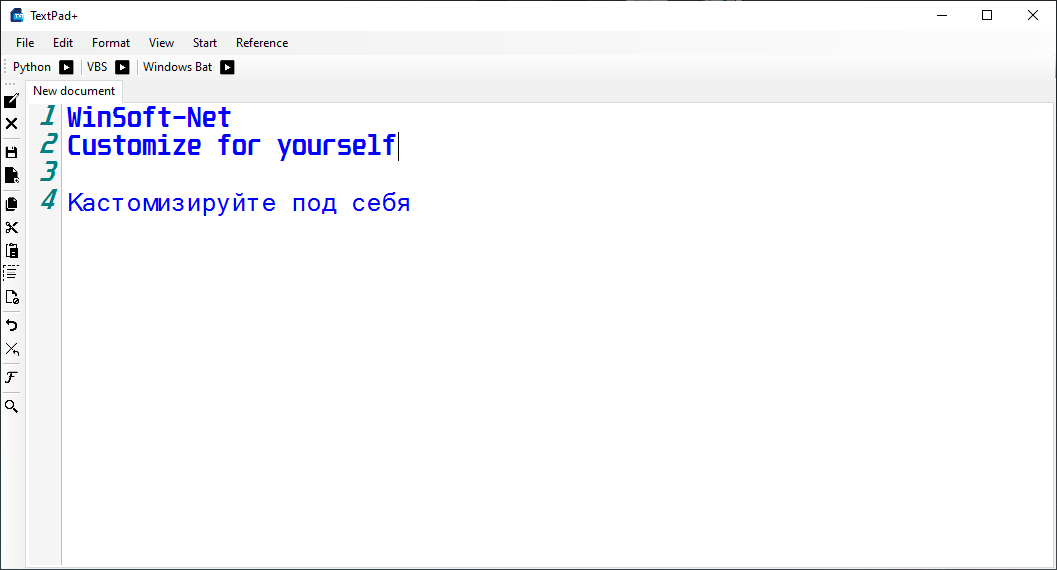 TextPad+
File Edit Format View Start Reference
Python VBS Windows Bat
New document
1 WinSoft-Net
2 Customize for yourself
3
4 Кастомизируйте под себя